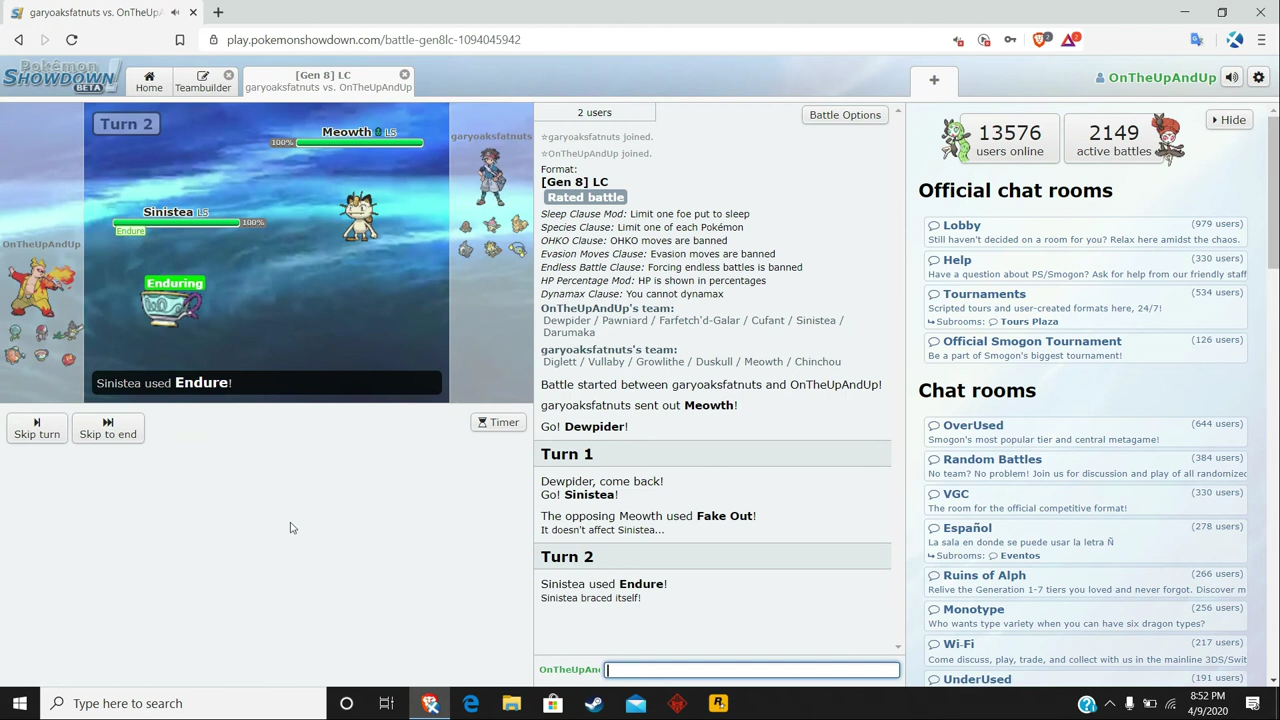 garyoaksfatnuts vs. OnTheUpA
play.pokemonshowdown.com/battle-gen8lc-1094045942
2
2
Pokémon
SHOWDOWN!
BETA
Home
Teambuilder
[Gen 8] LC
garyoaksfatnuts vs. OnTheUpAndUp
+
OnTheUpAndUp
Turn 2
Meowth L5
100%
garyoaksfatnuts
Sinistea L5
100%
Endure
OnTheUpAndUp
Enduring
Sinistea used Endure!
Skip turn
Skip to end
Timer
2 users
Battle Options
☆garyoaksfatnuts joined.
☆OnTheUpAndUp joined.
Format:
[Gen 8] LC
Rated battle
Sleep Clause Mod: Limit one foe put to sleep
Species Clause: Limit one of each Pokémon
OHKO Clause: OHKO moves are banned
Evasion Moves Clause: Evasion moves are banned
Endless Battle Clause: Forcing endless battles is banned
HP Percentage Mod: HP is shown in percentages
Dynamax Clause: You cannot dynamax
OnTheUpAndUp's team:
Dewpider / Pawniard / Farfetch'd-Galar / Cufant / Sinistea /
Darumaka
garyoaksfatnuts's team:
Diglett / Vullaby / Growlithe / Duskull / Meowth / Chinchou
Battle started between garyoaksfatnuts and OnTheUpAndUp!
garyoaksfatnuts sent out Meowth!
Go! Dewpider!
Turn 1
Dewpider, come back!
Go! Sinistea!
The opposing Meowth used Fake Out!
It doesn't affect Sinistea...
Turn 2
Sinistea used Endure!
Sinistea braced itself!
OnTheUpAn
13576
users online
2149
active battles
Hide
Official chat rooms
Lobby
(979 users)
Still haven't decided on a room for you? Relax here amidst the chaos.
Help
(330 users)
Have a question about PS/Smogon? Ask for help from our friendly staff
Tournaments
(534 users)
Scripted tours and user-created formats here, 24/7!
Subrooms: Tours Plaza
Official Smogon Tournament
(126 users)
Be a part of Smogon's biggest tournament!
Chat rooms
OverUsed
(644 users)
Smogon's most popular tier and central metagame!
Random Battles
(384 users)
No team? No problem! Join us for discussion and play of all randomize
VGC
(330 users)
The room for the official competitive format!
Español
(278 users)
La sala en donde se puede usar la letra Ñ
Subrooms: Eventos
Ruins of Alph
(266 users)
Relive the Generation 1-7 tiers you loved and never forgot. Discover m
Monotype
(256 users)
Who wants type variety when you can have six dragon types?
Wi-Fi
(217 users)
Come discuss, play, trade, and collect with us in the mainline 3DS/Swit
UnderUsed
(191 users)
Type here to search
8:52 PM
4/9/2020